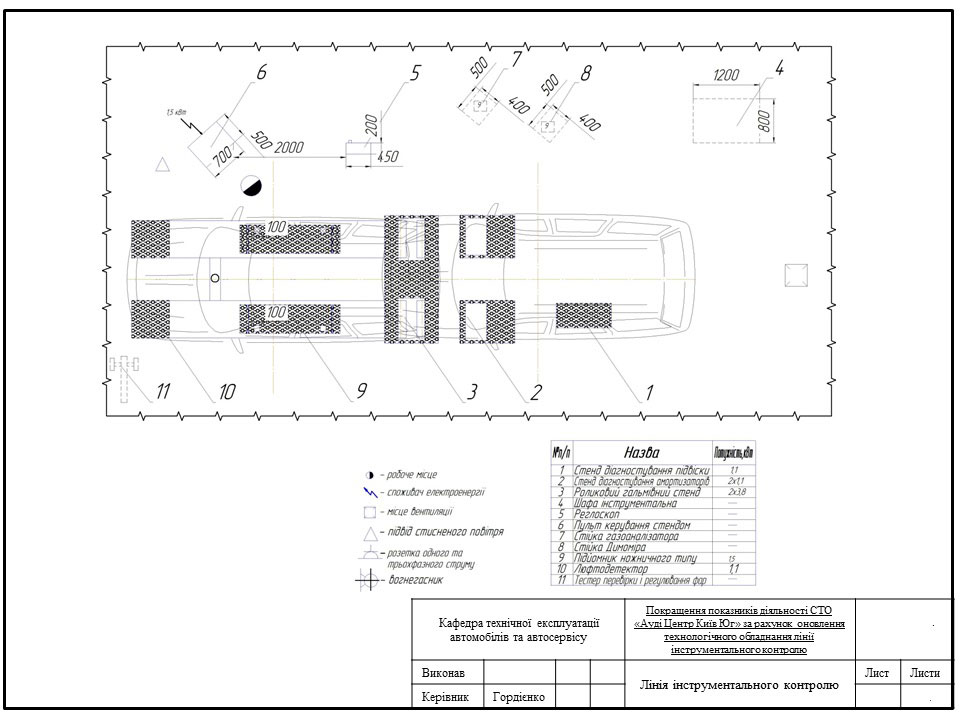 6
5
7
8
4
1,5 кВт
500
700
2000
200
450
500
400
500
400
1200
800
100
100
11
10
9
3
2
1
- робоче місце
- споживач електроенергії
- місце вентиляції
- підвід стисненого повітря
- розетка одного та
трьохфазного струму
- вогнегасник
№п/п Назва Потужність,кВт
1 Стенд діагностування підвіски 1,1
2 Стенд діагностування амортизаторів 2х1,1
3 Роликовий гальмівний стенд 2х3,8
4 Шафа інструментальна —
5 Реглоскоп —
6 Пульт керування стендом —
7 Стійка газоаналізатора —
8 Стійка Димоміра —
9 Підйомник ножничного типу 1,5
10 Люфтодетектор 1,1
11 Тестер перевірки і регулювання фар —
Кафедра технічної експлуатації
автомобілів та автосервісу
Покращення показників діяльності СТО
«Ауді Центр Київ Юг» за рахунок оновлення
технологічного обладнання лінії
інструментального контролю
.
Виконав
Лінія інструментального контролю
Лист Листи
Керівник Гордієнко
.